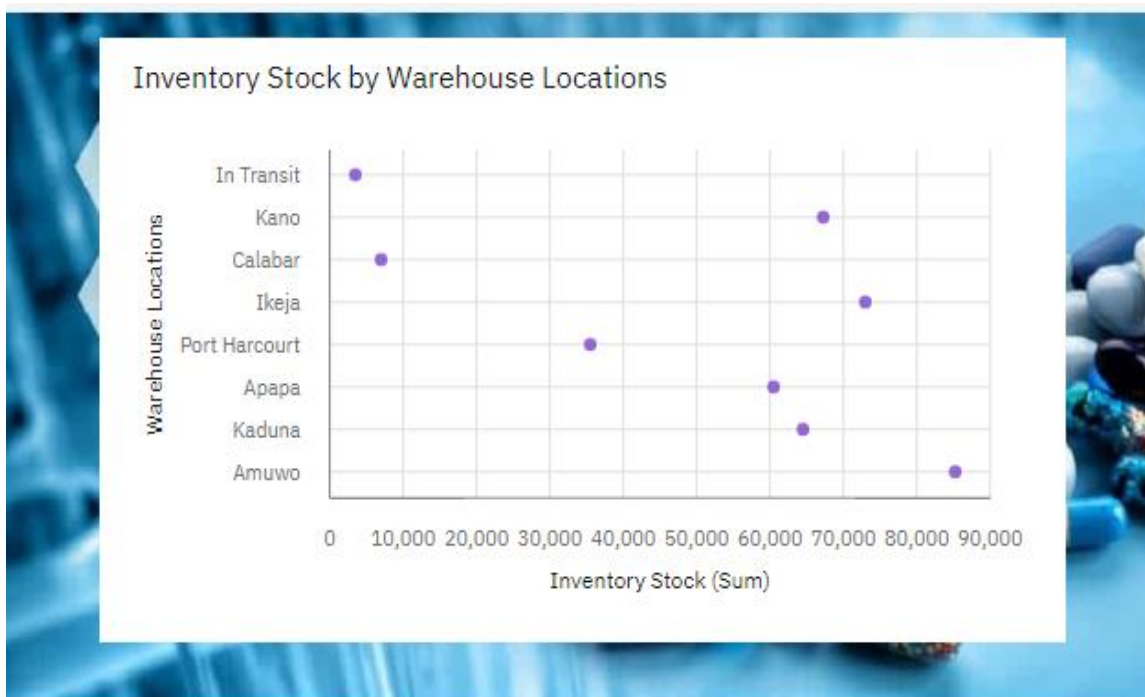 Inventory Stock by Warehouse Locations
Warehouse Locations
In Transit
Kano
Calabar
Ikeja
Port Harcourt
Apapa
Kaduna
Amuwo
0 10,000 20,000 30,000 40,000 50,000 60,000 70,000 80,000 90,000
Inventory Stock (Sum)